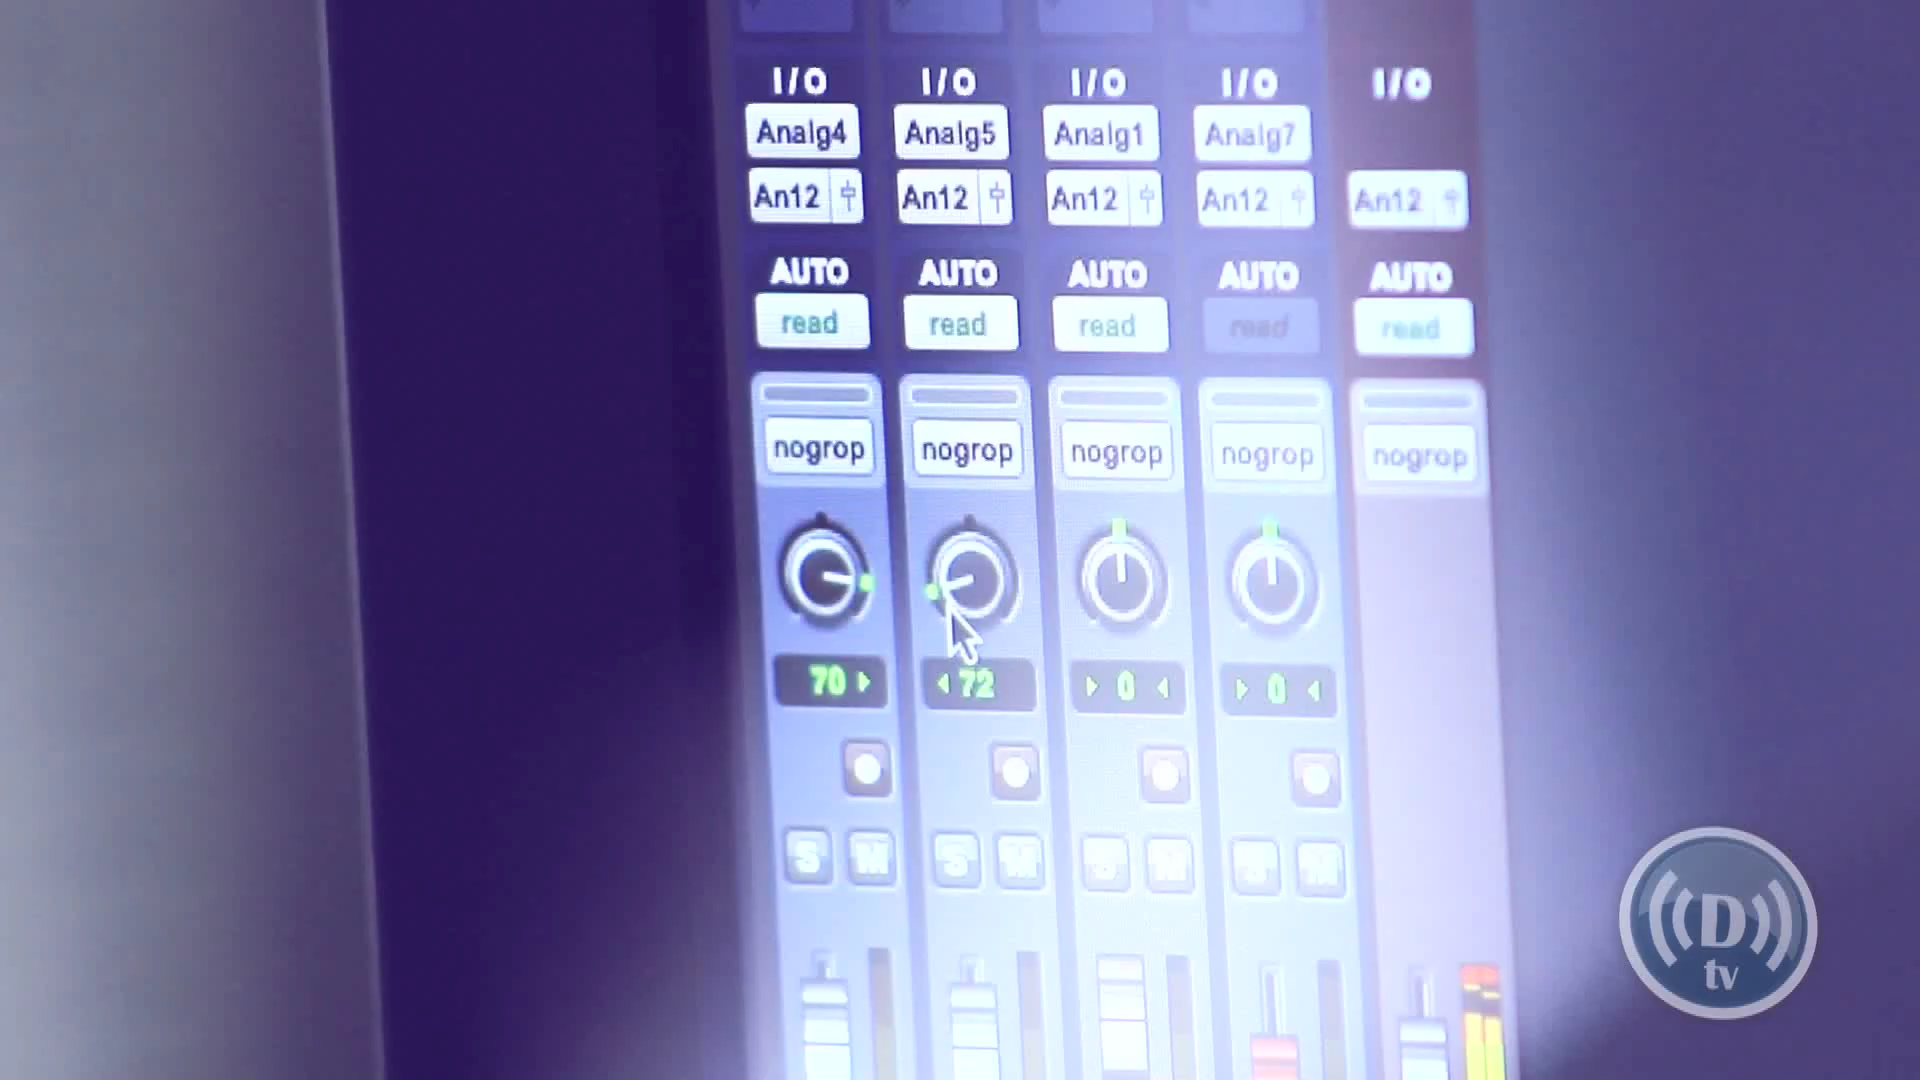 I/O I/O I/O I/O I/O
Analg4 Analg5 Analg1 Analg7
An12 An12 An12 An12 An12
AUTO AUTO AUTO AUTO AUTO
read read read read read
nogrop nogrop nogrop nogrop nogrop
70 72 0 0
S M S M S M S M
D
tv